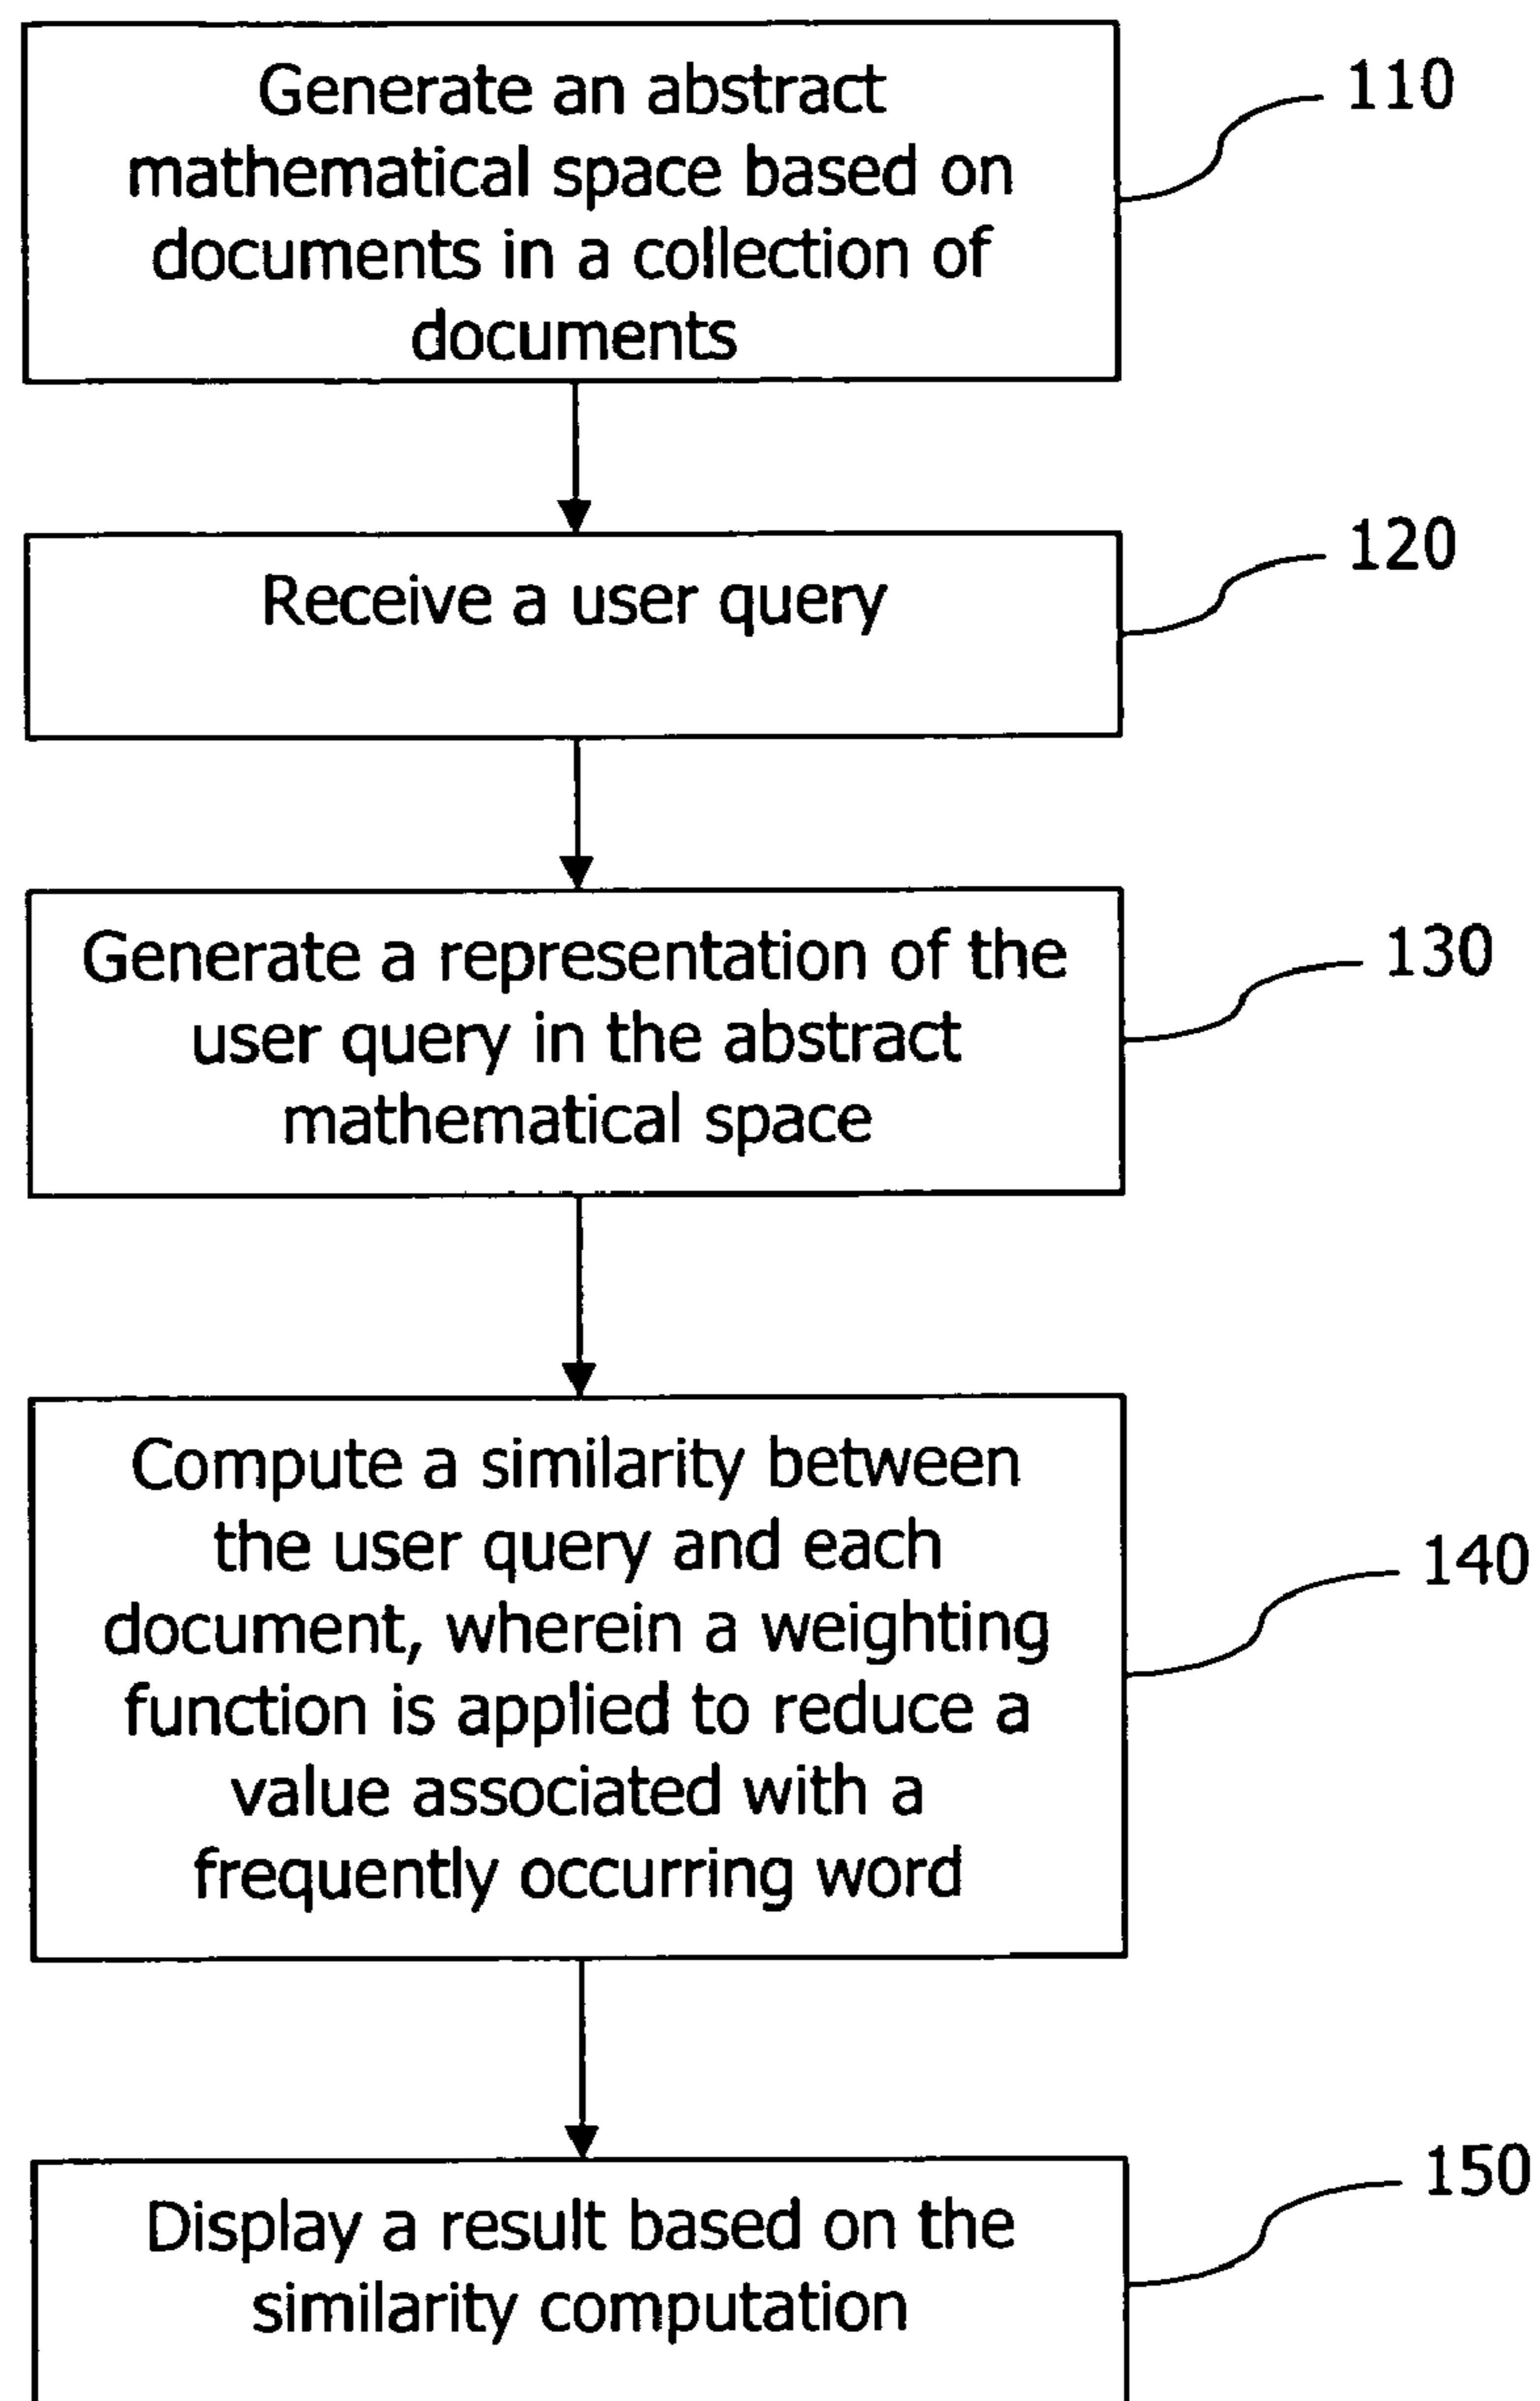 Generate an abstract
mathematical space based on
documents in a collection of
documents
110
Receive a user query
120
Generate a representation of the
user query in the abstract
mathematical space
130
Compute a similarity between
the user query and each
document, wherein a weighting
function is applied to reduce a
value associated with a
frequently occurring word
140
Display a result based on the
similarity computation
150